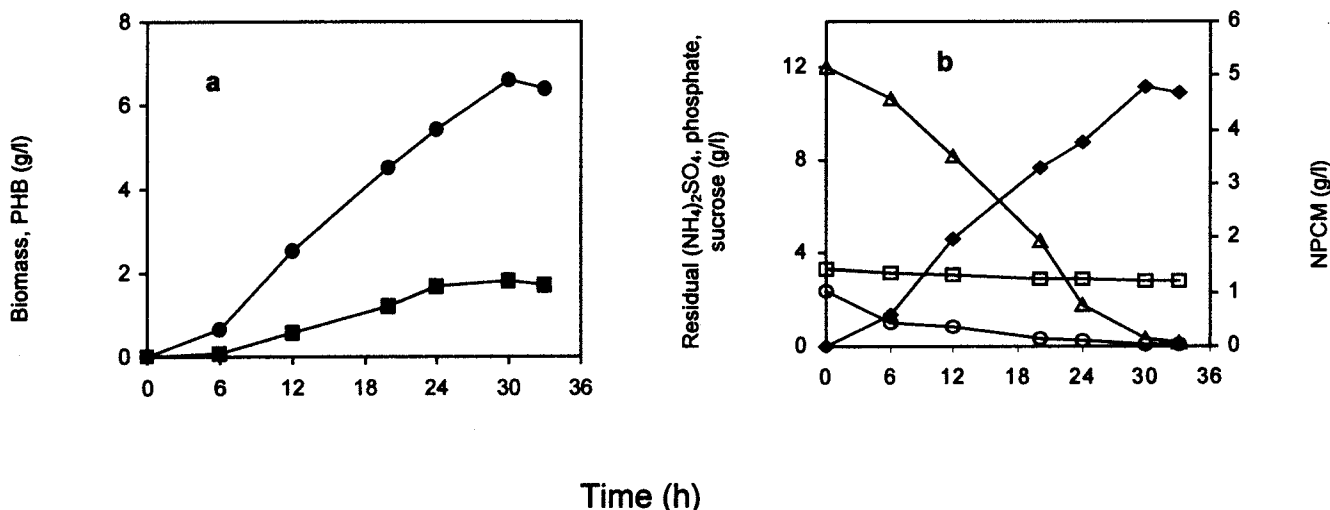 8
6
4
2
0
Biomass, PHB (g/l)
a
0 6 12 18 24 30 36
12
8
4
0
Residual (NH₄)₂SO₄, phosphate,
sucrose (g/l)
b
6
5
4
3
2
1
0
NPCM (g/l)
0 6 12 18 24 30 36
Time (h)